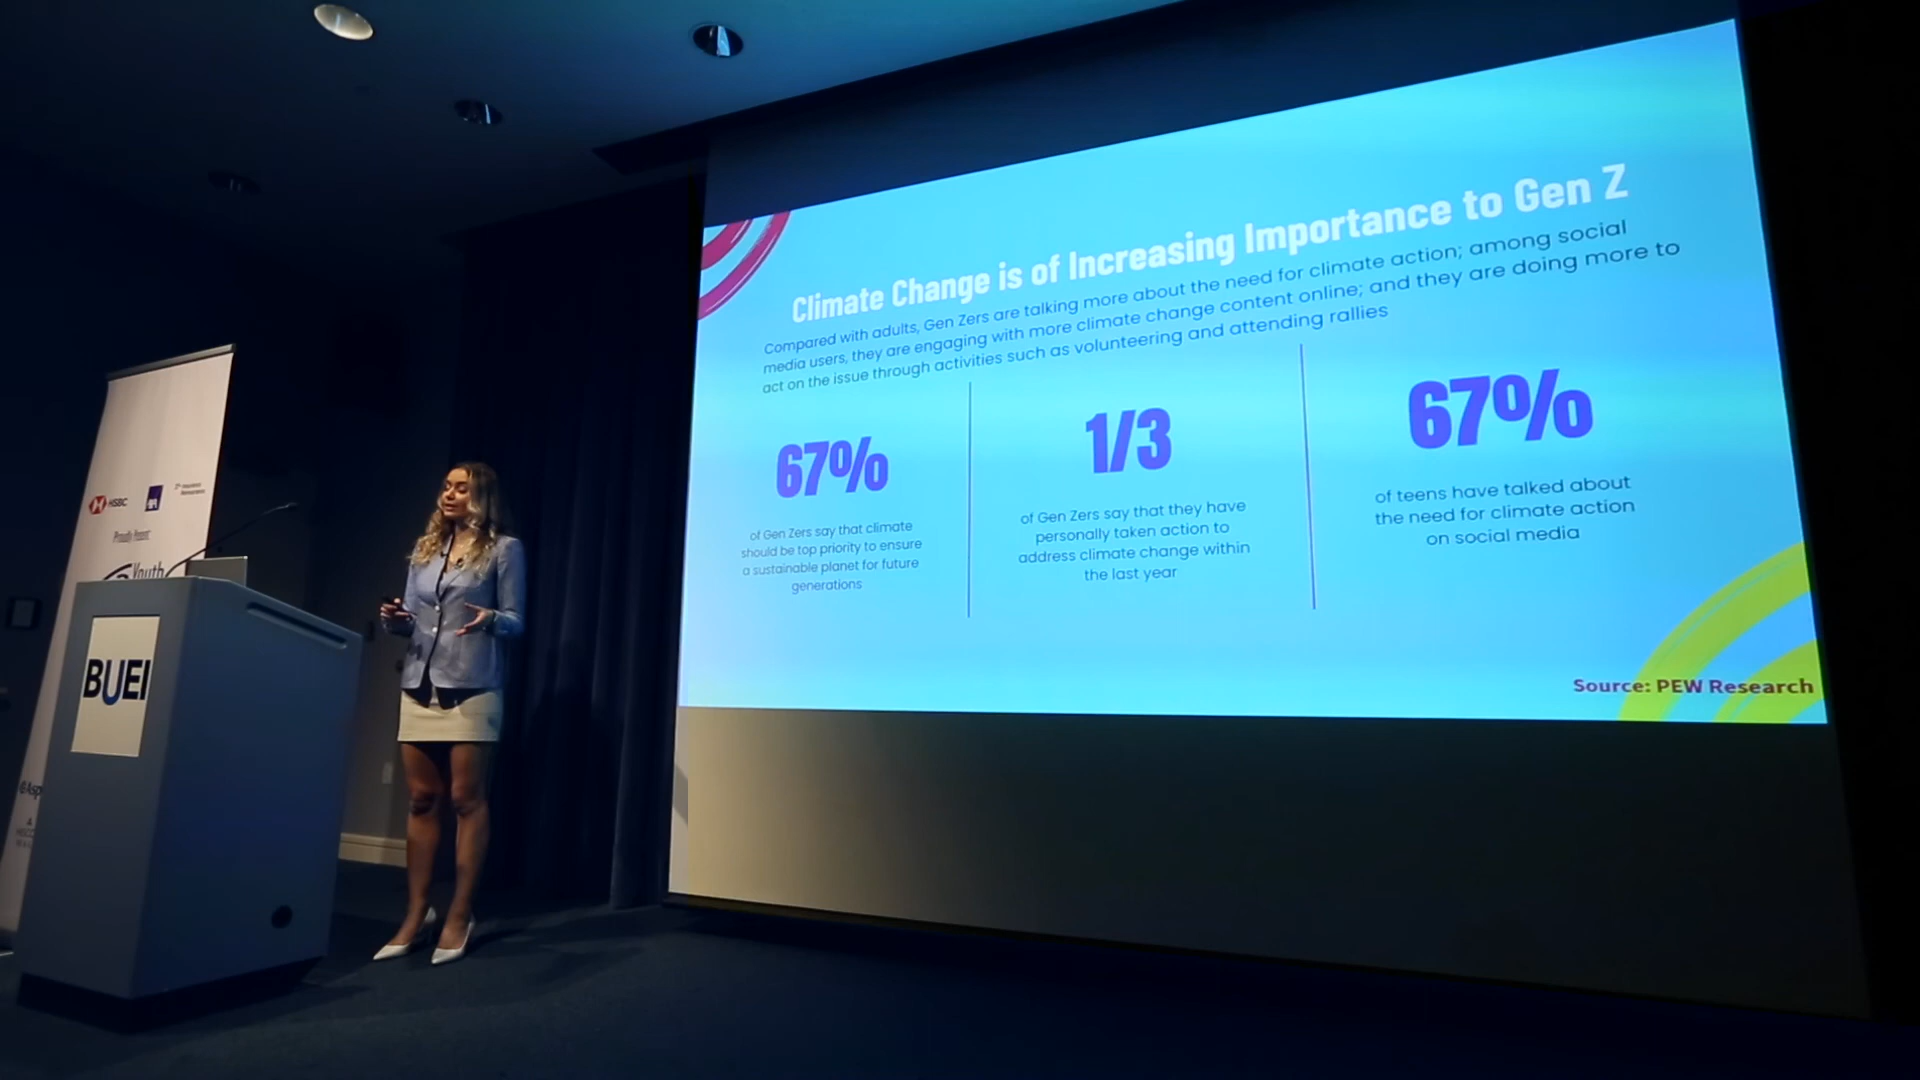 Climate Change is of Increasing Importance to Gen Z
Compared with adults, Gen Zers are talking more about the need for climate action; among social
media users, they are engaging with more climate change content online; and they are doing more to
act on the issue through activities such as volunteering and attending rallies
67%
of Gen Zers say that climate
should be top priority to ensure
a sustainable planet for future
generations
1/3
of Gen Zers say that they have
personally taken action to
address climate change within
the last year
67%
of teens have talked about
the need for climate action
on social media
Source: PEW Research
HSBC
AXA
Proudly Present
Youth
BUEI